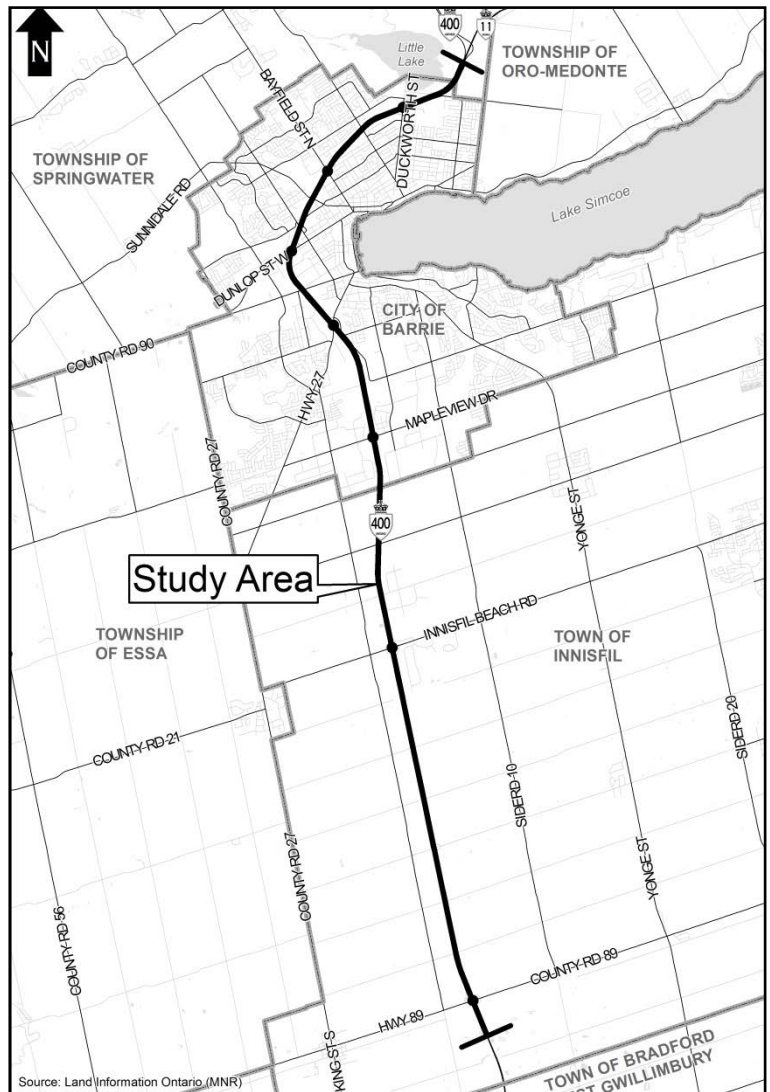 N
400
11
Little
Lake
TOWNSHIP OF
ORO-MEDONTE
BAYFIELD ST-N
DUCKWORTH ST
TOWNSHIP OF
SPRINGWATER
SUNNIDALE RD
Lake Simcoe
DUNLOP-ST-W
CITY OF
BARRIE
COUNTY-RD-90
HWY-27
MAPLEVIEW-DR
COUNTY-RD-27
400
YONGE-ST
Study Area
INNISFIL-BEACH-RD
TOWNSHIP
OF ESSA
TOWN OF
INNISFIL
COUNTY-RD-21
SIDERD-10
SIDERD-20
COUNTY-RD-27
YONGE-ST
COUNTY-RD-56
COUNTY-RD-89
HWY-89
KING-ST-S
TOWN OF BRADFORD
GWILLIMBURY
Source: Land Information Ontario (MNR)